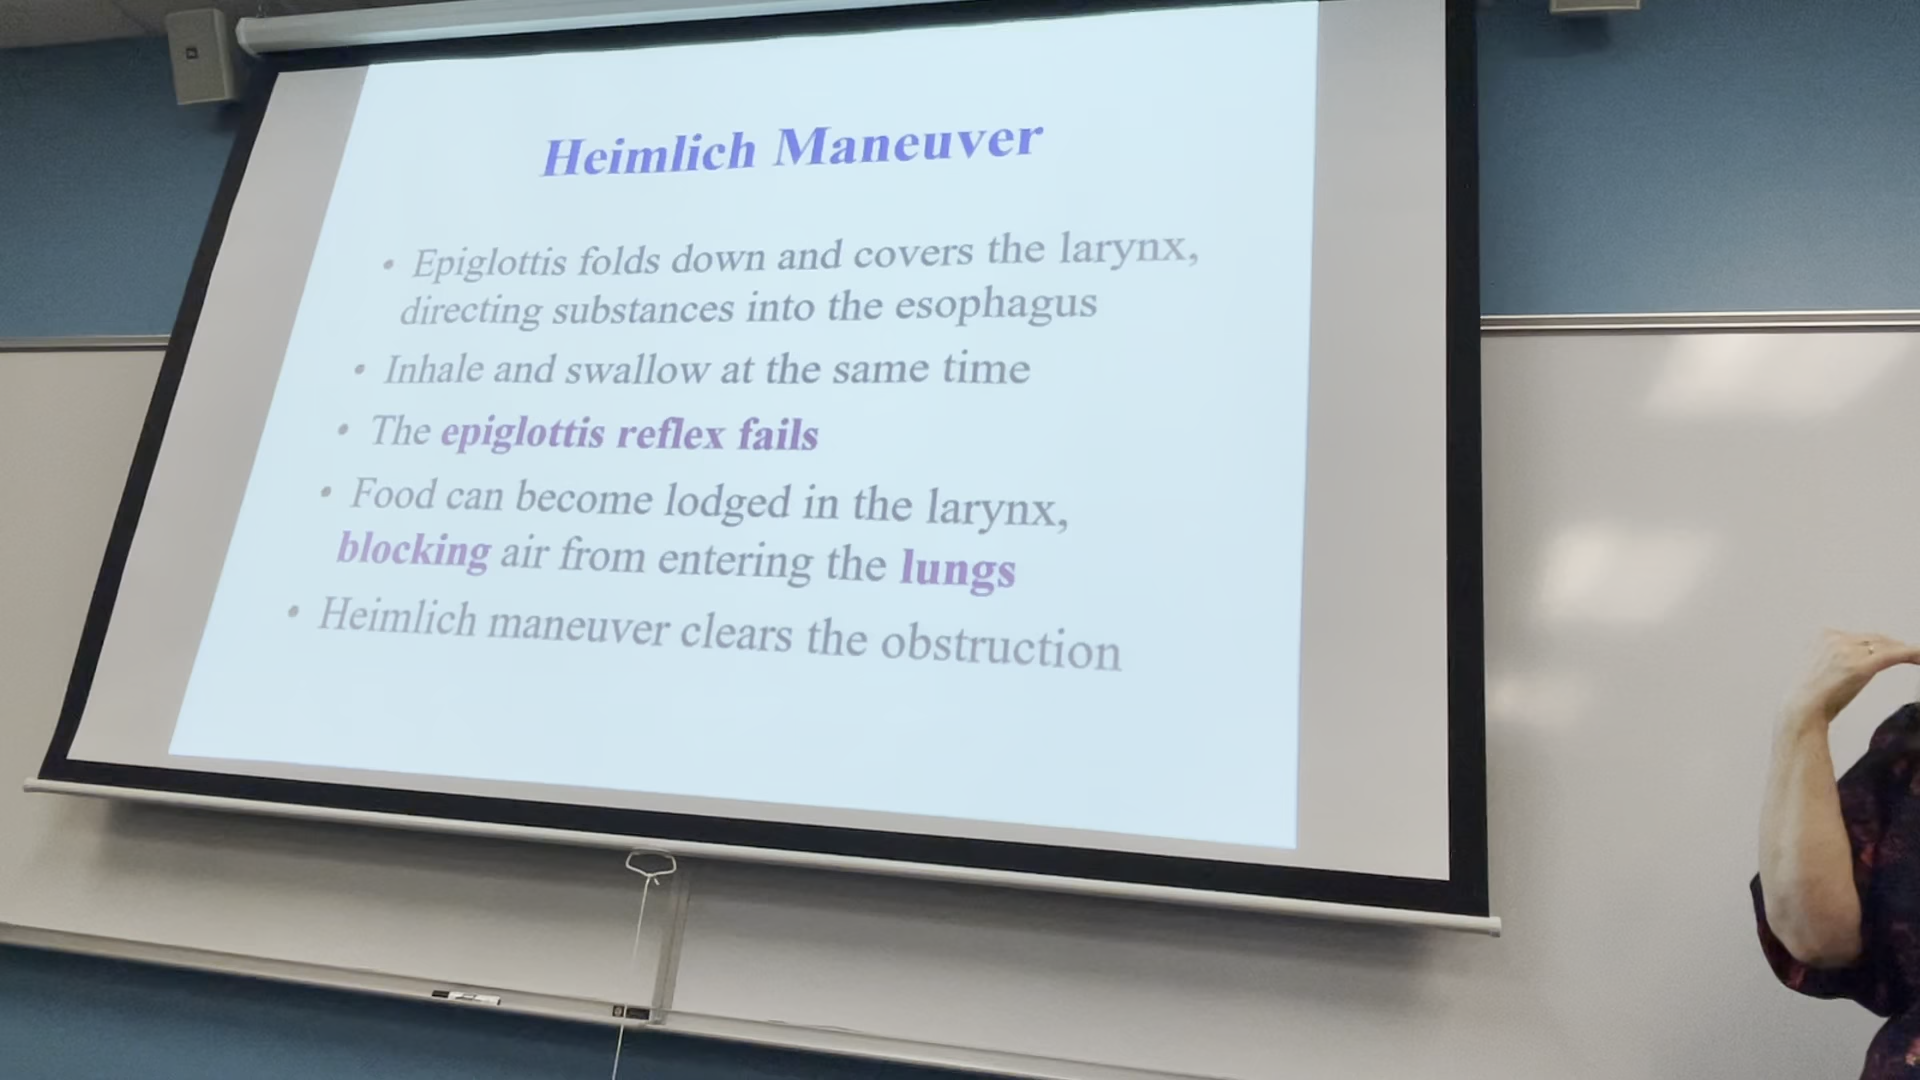 Heimlich Maneuver
• Epiglottis folds down and covers the larynx,
directing substances into the esophagus
• Inhale and swallow at the same time
• The epiglottis reflex fails
• Food can become lodged in the larynx,
blocking air from entering the lungs
• Heimlich maneuver clears the obstruction